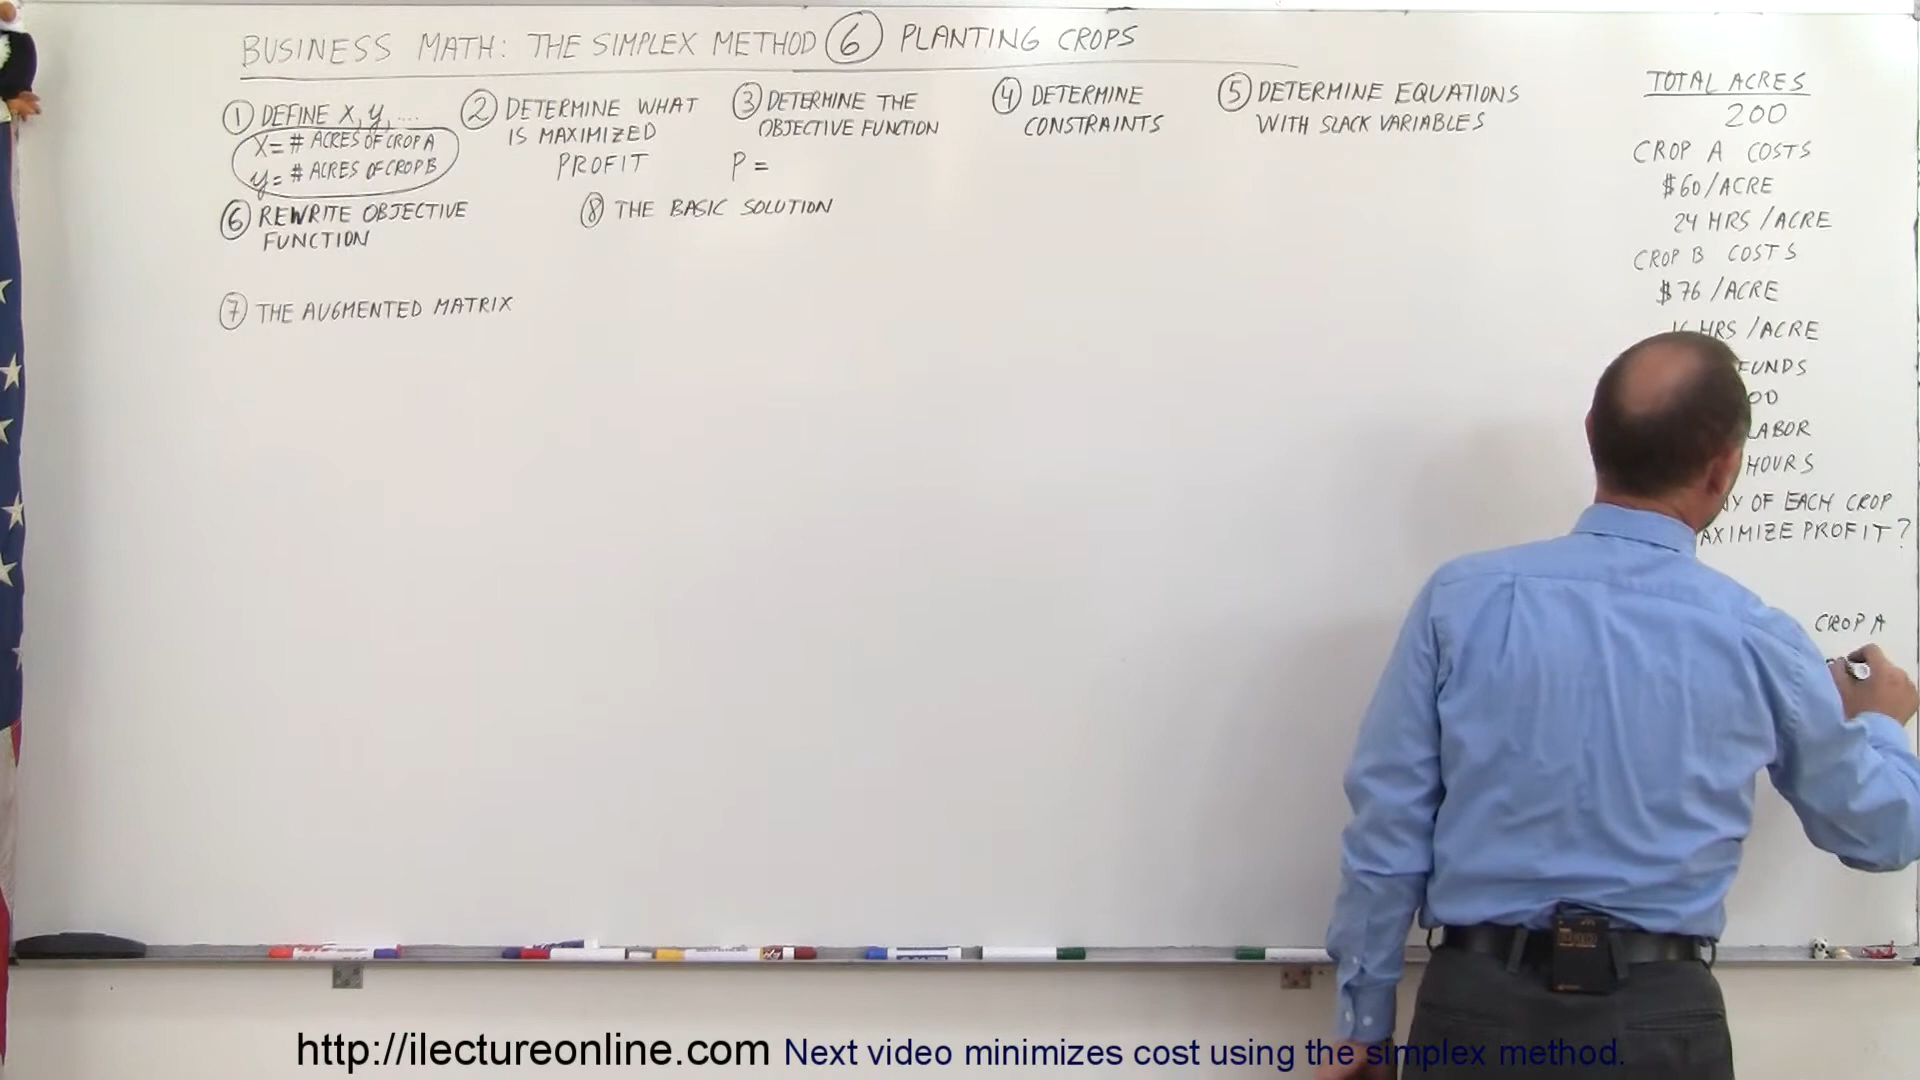 BUSINESS MATH: THE SIMPLEX METHOD 6 PLANTING CROPS
1 DEFINE X, y, ....
X = # ACRES OF CROP A
y = # ACRES OF CROP B
2 DETERMINE WHAT
IS MAXIMIZED
PROFIT
3 DETERMINE THE
OBJECTIVE FUNCTION
P =
4 DETERMINE
CONSTRAINTS
5 DETERMINE EQUATIONS
WITH SLACK VARIABLES
6 REWRITE OBJECTIVE
FUNCTION
8 THE BASIC SOLUTION
7 THE AUGMENTED MATRIX
TOTAL ACRES
200
CROP A COSTS
$60/ACRE
24 HRS/ACRE
CROP B COSTS
$76/ACRE
HRS/ACRE
FUNDS
LABOR
HOURS
OF EACH CROP
PROFIT?
CROP A
http://ilectureonline.com Next video minimizes cost using the simplex method.